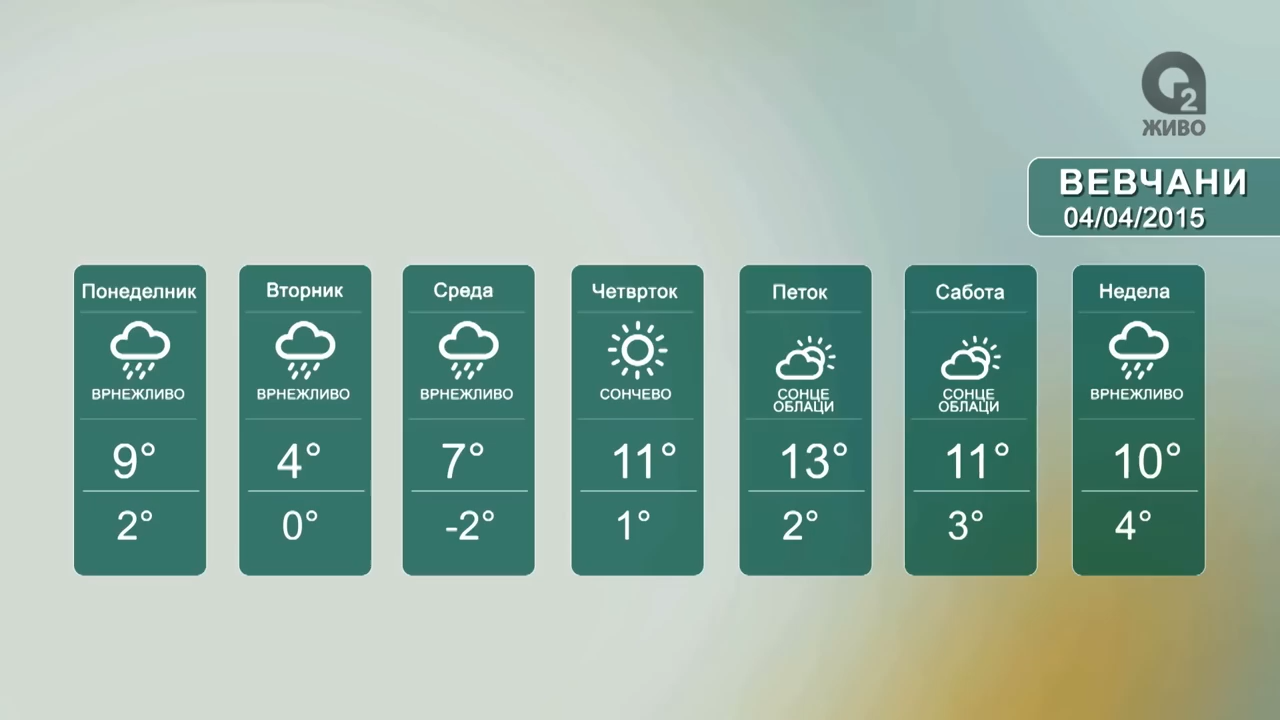 2
ЖИВО
ВЕВЧАНИ
04/04/2015
Понеделник
ВРНЕЖЛИВО
9°
2°
Вторник
ВРНЕЖЛИВО
4°
0°
Среда
ВРНЕЖЛИВО
7°
-2°
Четврток
СОНЧЕВО
11°
1°
Петок
СОНЦЕ
ОБЛАЦИ
13°
2°
Сабота
СОНЦЕ
ОБЛАЦИ
11°
3°
Недела
ВРНЕЖЛИВО
10°
4°